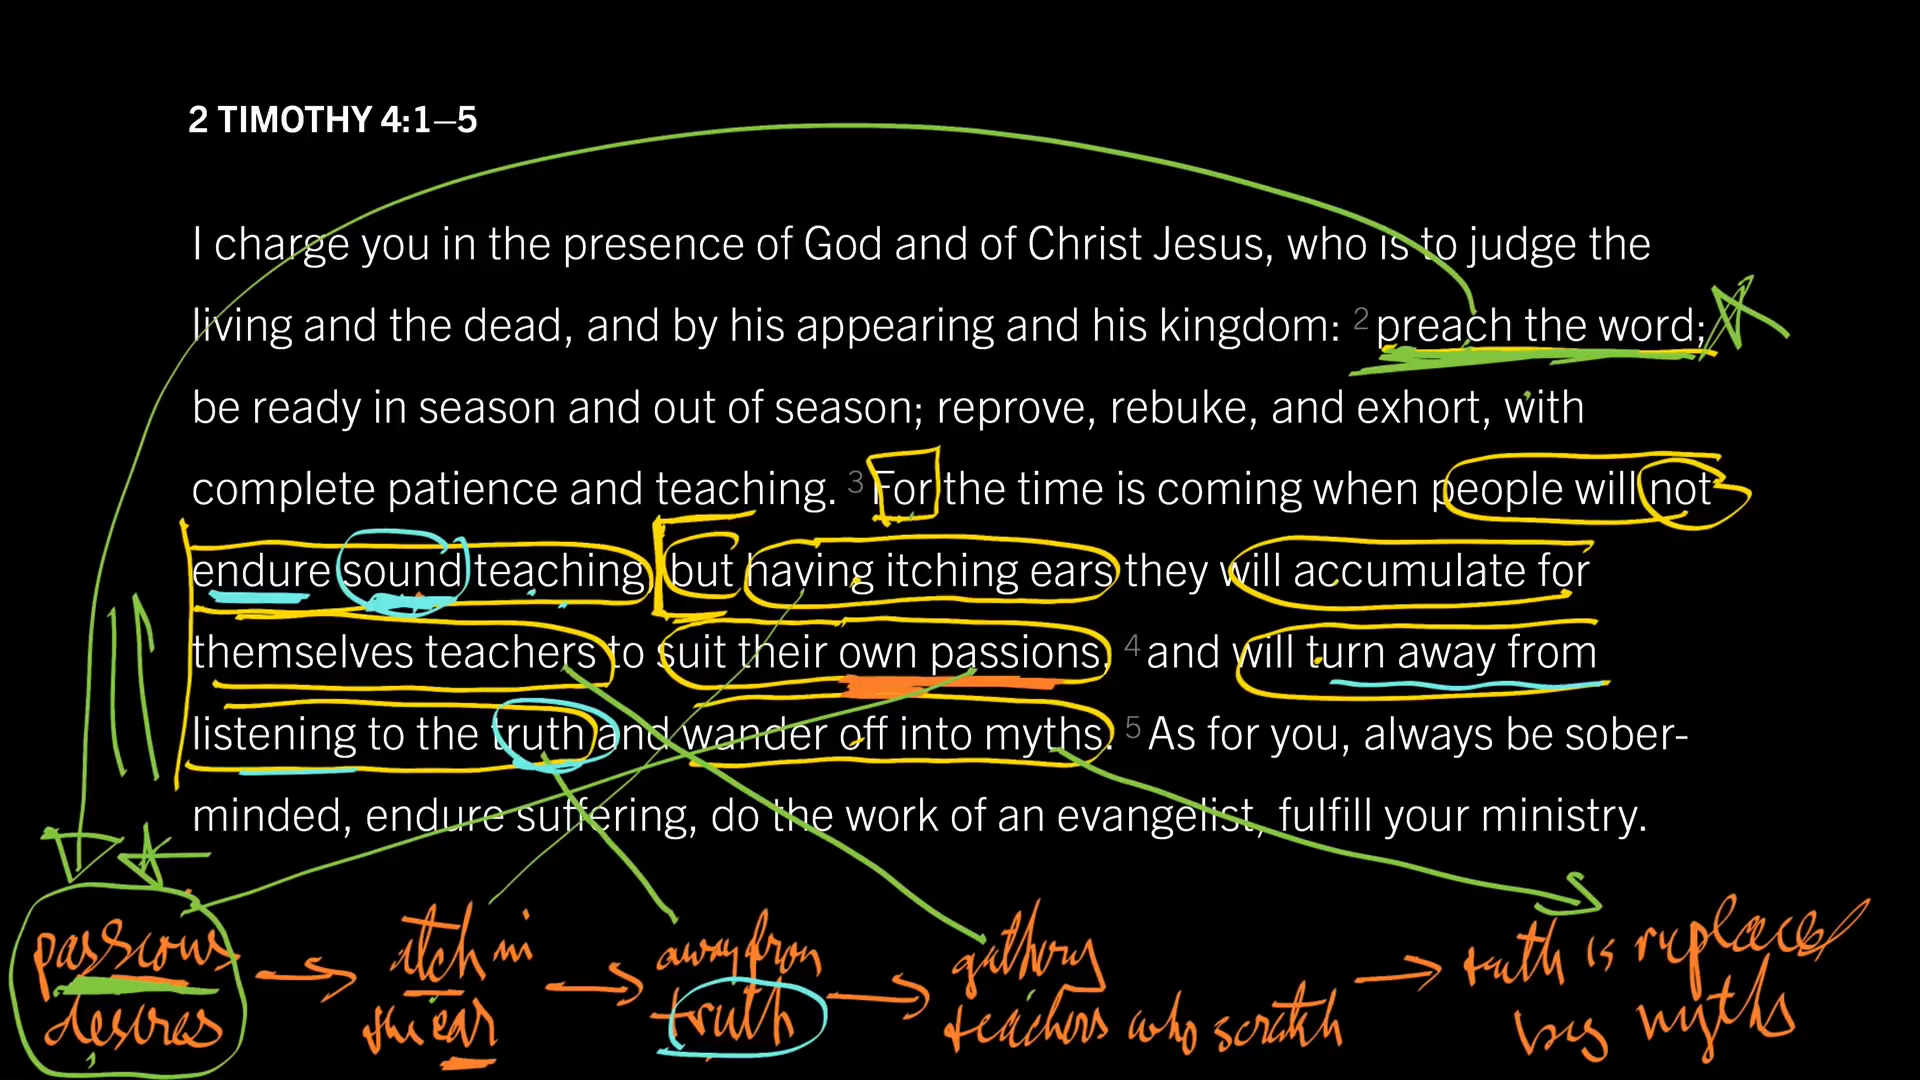 2 TIMOTHY 4:1–5
I charge you in the presence of God and of Christ Jesus, who is to judge the
living and the dead, and by his appearing and his kingdom: 2 preach the word;
be ready in season and out of season; reprove, rebuke, and exhort, with
complete patience and teaching. 3 For the time is coming when people will not
endure sound teaching, but having itching ears they will accumulate for
themselves teachers to suit their own passions, 4 and will turn away from
listening to the truth and wander off into myths. 5 As for you, always be sober-
minded, endure suffering, do the work of an evangelist, fulfill your ministry.
passions
desires
itch in
the ear
away from
truth
gathers
teachers who scratch
truth is replaced
by myths